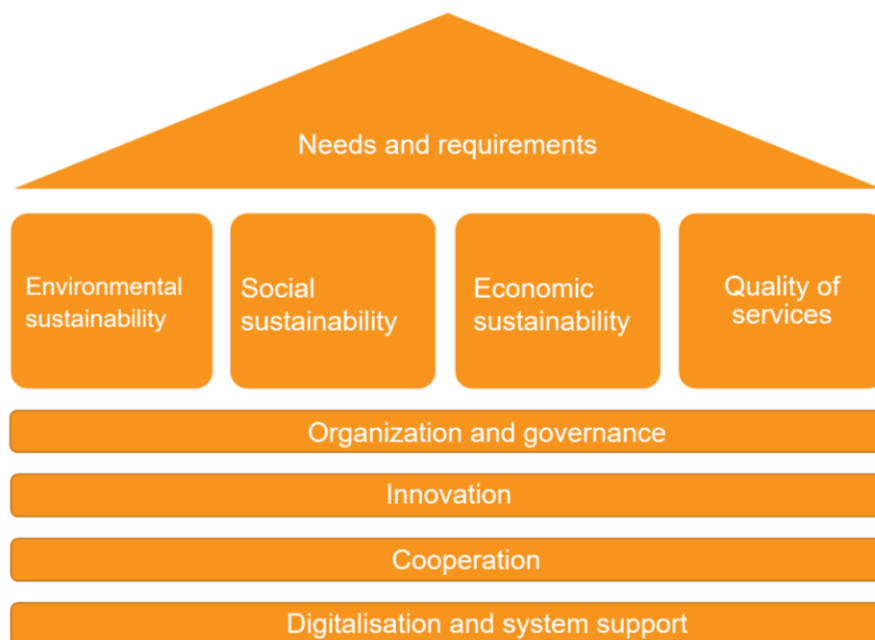 Needs and requirements
Environmental
sustainability
Social
sustainability
Economic
sustainability
Quality of
services
Organization and governance
Innovation
Cooperation
Digitalisation and system support